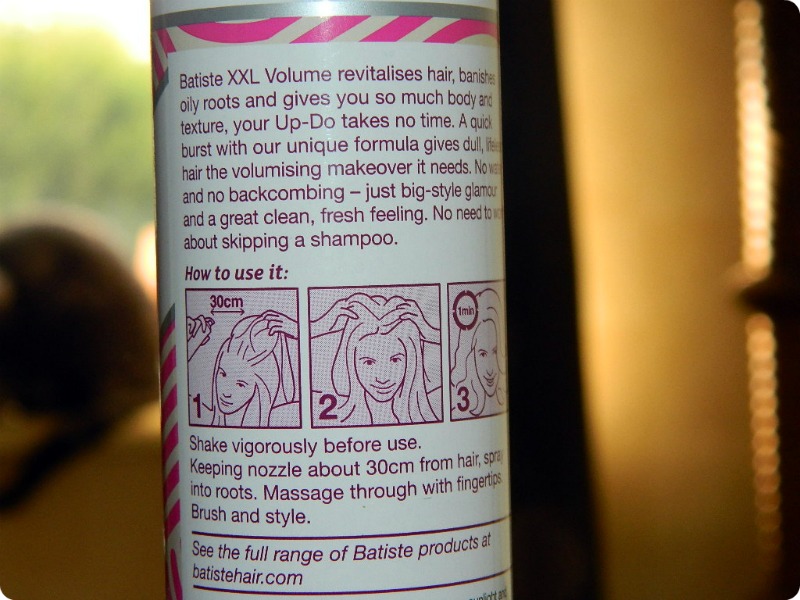 Batiste XXL Volume revitalises hair, banishes
oily roots and gives you so much body and
texture, your Up-Do takes no time. A quick
burst with our unique formula gives dull,
hair the volumising makeover it needs. No
and no backcombing – just big-style glamour
and a great clean, fresh feeling. No need to
about skipping a shampoo.
How to use it:
30cm
1min
1
2
3
Shake vigorously before use.
Keeping nozzle about 30cm from hair, spray
into roots. Massage through with fingertips.
Brush and style.
See the full range of Batiste products at
batistehair.com